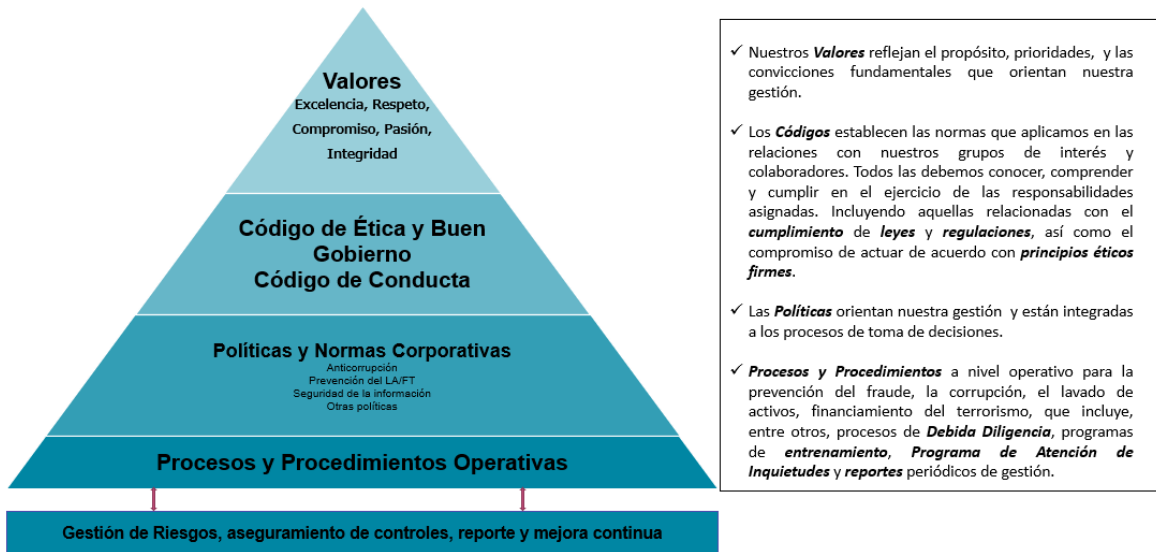 Valores
Excelencia, Respeto,
Compromiso, Pasión,
Integridad
Código de Ética y Buen
Gobierno
Código de Conducta
Políticas y Normas Corporativas
Anticorrupción
Prevención del LA/FT
Seguridad de la información
Otras políticas
Procesos y Procedimientos Operativas
Gestión de Riesgos, aseguramiento de controles, reporte y mejora continua
✓ Nuestros Valores reflejan el propósito, prioridades, y las
convicciones fundamentales que orientan nuestra
gestión.
✓ Los Códigos establecen las normas que aplicamos en las
relaciones con nuestros grupos de interés y
colaboradores. Todos las debemos conocer, comprender
y cumplir en el ejercicio de las responsabilidades
asignadas. Incluyendo aquellas relacionadas con el
cumplimiento de leyes y regulaciones, así como el
compromiso de actuar de acuerdo con principios éticos
firmes.
✓ Las Políticas orientan nuestra gestión y están integradas
a los procesos de toma de decisiones.
✓ Procesos y Procedimientos a nivel operativo para la
prevención del fraude, la corrupción, el lavado de
activos, financiamiento del terrorismo, que incluye,
entre otros, procesos de Debida Diligencia, programas
de entrenamiento, Programa de Atención de
Inquietudes y reportes periódicos de gestión.